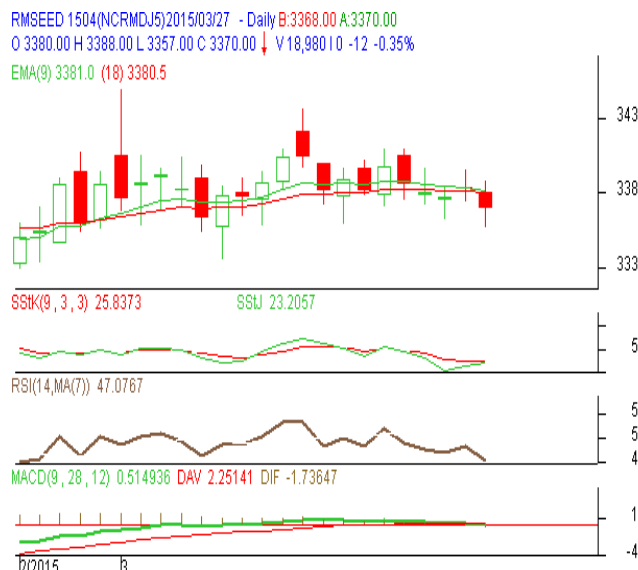 RMSEED 1504(NCRMDJ5)2015/03/27 - Daily B:3368.00 A:3370.00
O 3380.00 H 3388.00 L 3357.00 C 3370.00 ↓ V 18,980 I 0 -12 -0.35%
EMA(9) 3381.0 (18) 3380.5
343
338
333
SStK(9,3,3) 25.8373 SStJ 23.2057
5
RSI(14,MA(7)) 47.0767
5
5
4
MACD(9,28,12) 0.514936 DAV 2.25141 DIF -1.73647
1
-4
2/2015 3